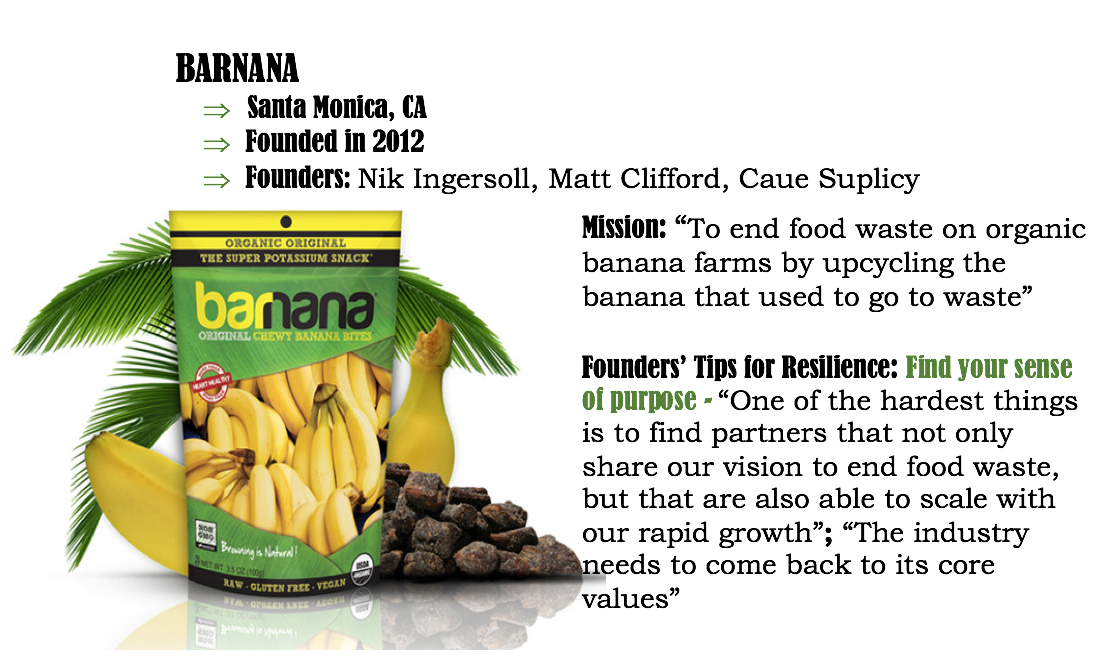 BARNANA
⇒ Santa Monica, CA
⇒ Founded in 2012
⇒ Founders: Nik Ingersoll, Matt Clifford, Caue Suplicy
ORGANIC ORIGINAL
THE SUPER POTASSIUM SNACK
barnana
ORIGINAL CHEWY BANANA BITES
HEART HEALTHY
NON GMO
Browning is Natural!
NET WT. 3.5 OZ (100g)
USDA ORGANIC
RAW - GLUTEN FREE - VEGAN
Mission: “To end food waste on organic
banana farms by upcycling the
banana that used to go to waste”
Founders’ Tips for Resilience: Find your sense
of purpose - “One of the hardest things
is to find partners that not only
share our vision to end food waste,
but that are also able to scale with
our rapid growth”; “The industry
needs to come back to its core
values”